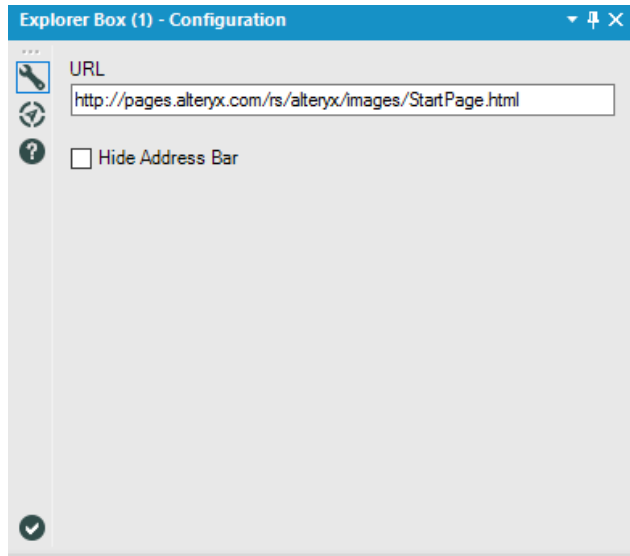 Explorer Box (1) - Configuration
URL
http://pages.alteryx.com/rs/alteryx/images/StartPage.html
Hide Address Bar